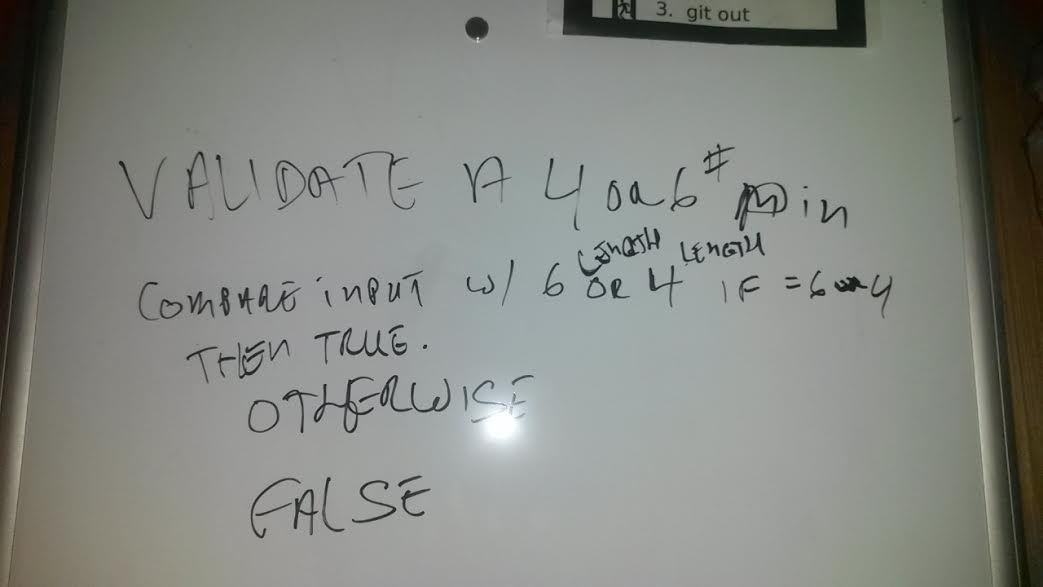 3. git out
VALIDATE A 4 OR 6 # pin
LENGTH LENGTH
COMPARE INPUT W/ 6 OR 4 IF = 6 or 4
THEN TRUE.
OTHERWISE
FALSE